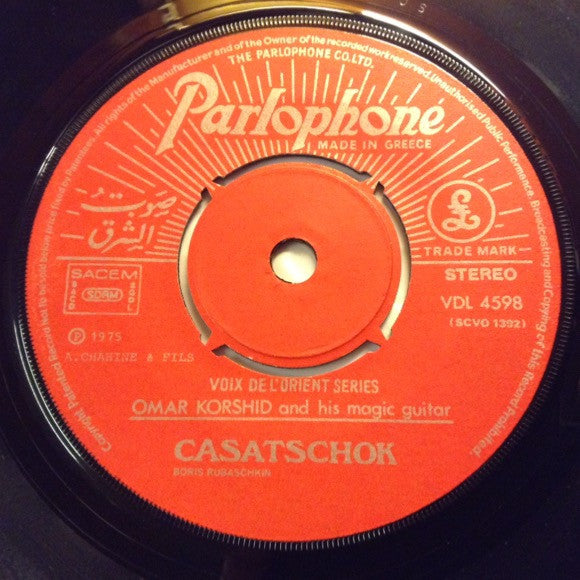 All rights of the Manufacturer and of the Owner of the recorded work reserved. Unauthorised Public Performance, Broadcasting and Copying of this Record Prohibited.
THE PARLOPHONE CO. LTD.
Parlophone
MADE IN GREECE
صوت
الشرق
£
TRADE MARK
SACEM
SDRM
STEREO
VDL 4598
(SCVO 1392)
℗ 1975
A. CHAHINE & FILS
VOIX DE L'ORIENT SERIES
OMAR KORSHID and his magic guitar
CASATSCHOK
BORIS RUBASCHKIN